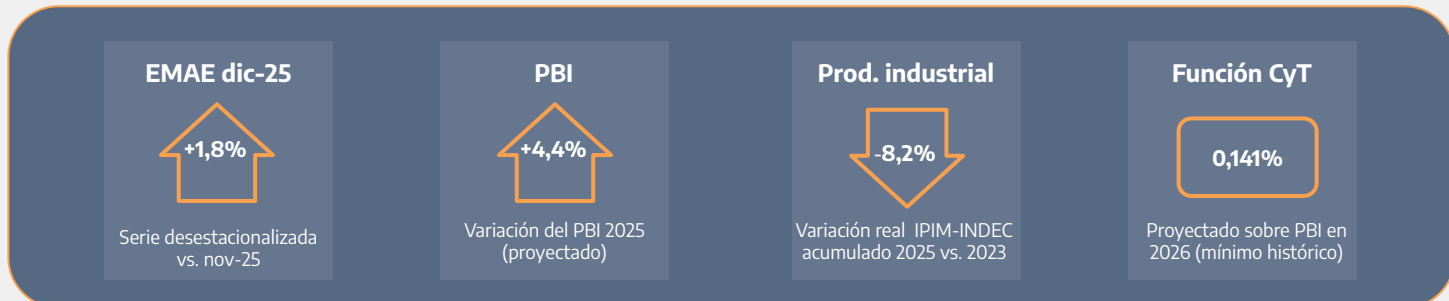 EMAE dic-25
+1,8%
Serie desestacionalizada
vs. nov-25
PBI
+4,4%
Variación del PBI 2025
(proyectado)
Prod. industrial
-8,2%
Variación real IPIM-INDEC
acumulado 2025 vs. 2023
Función CyT
0,141%
Proyectado sobre PBI en
2026 (mínimo histórico)